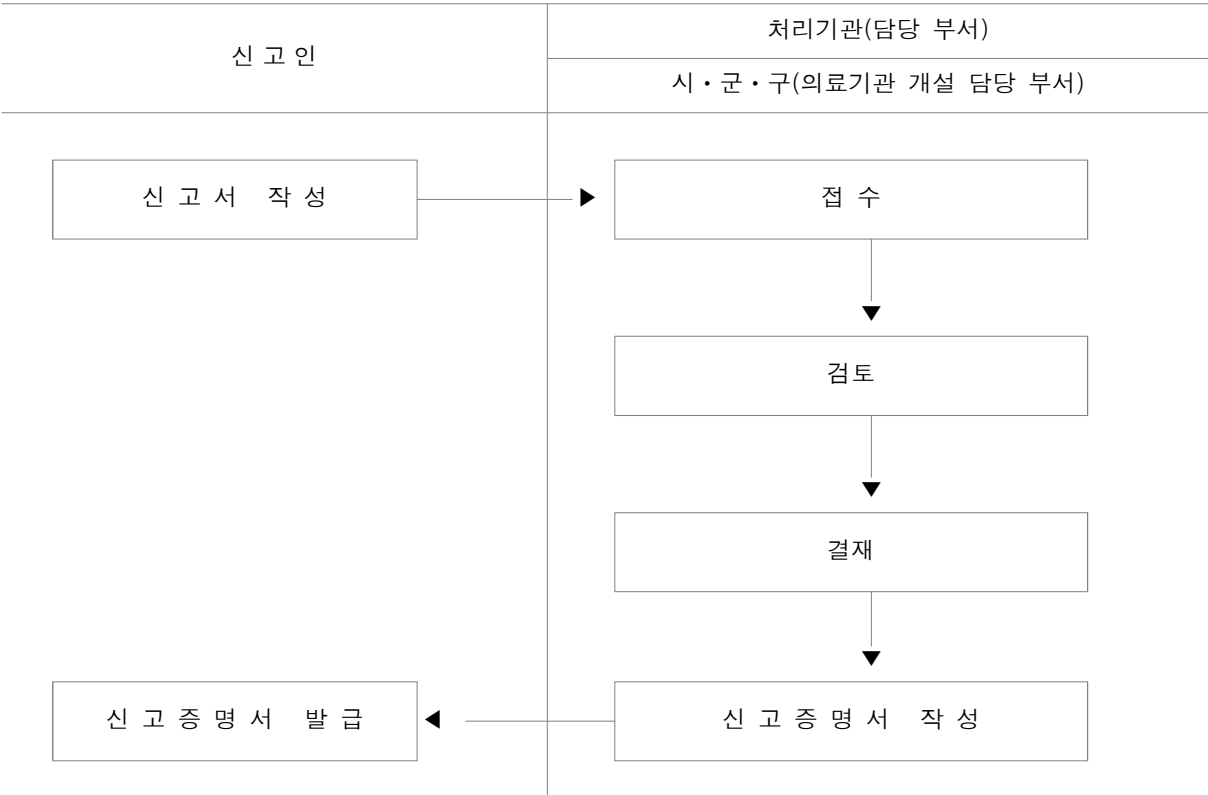 신 고 인
처리기관(담당 부서)
시・군・구(의료기관 개설 담당 부서)
신 고 서 작 성
접 수
검토
결재
신 고 증 명 서 발 급
신 고 증 명 서 작 성